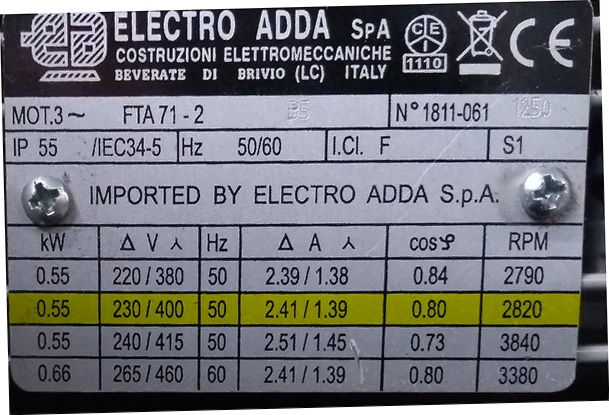 ELECTRO ADDA SpA
COSTRUZIONI ELETTROMECCANICHE
BEVERATE DI BRIVIO (LC) ITALY
CEI
1110
CE
MOT.3~ FTA 71 - 2 B5 N° 1811-061 1250
IP 55 /IEC34-5 Hz 50/60 I.Cl. F S1
IMPORTED BY ELECTRO ADDA S.p.A.
kW Δ V ⅄ Hz Δ A ⅄ cosφ RPM
0.55 220 / 380 50 2.39 / 1.38 0.84 2790
0.55 230 / 400 50 2.41 / 1.39 0.80 2820
0.55 240 / 415 50 2.51 / 1.45 0.73 3840
0.66 265 / 460 60 2.41 / 1.39 0.80 3380